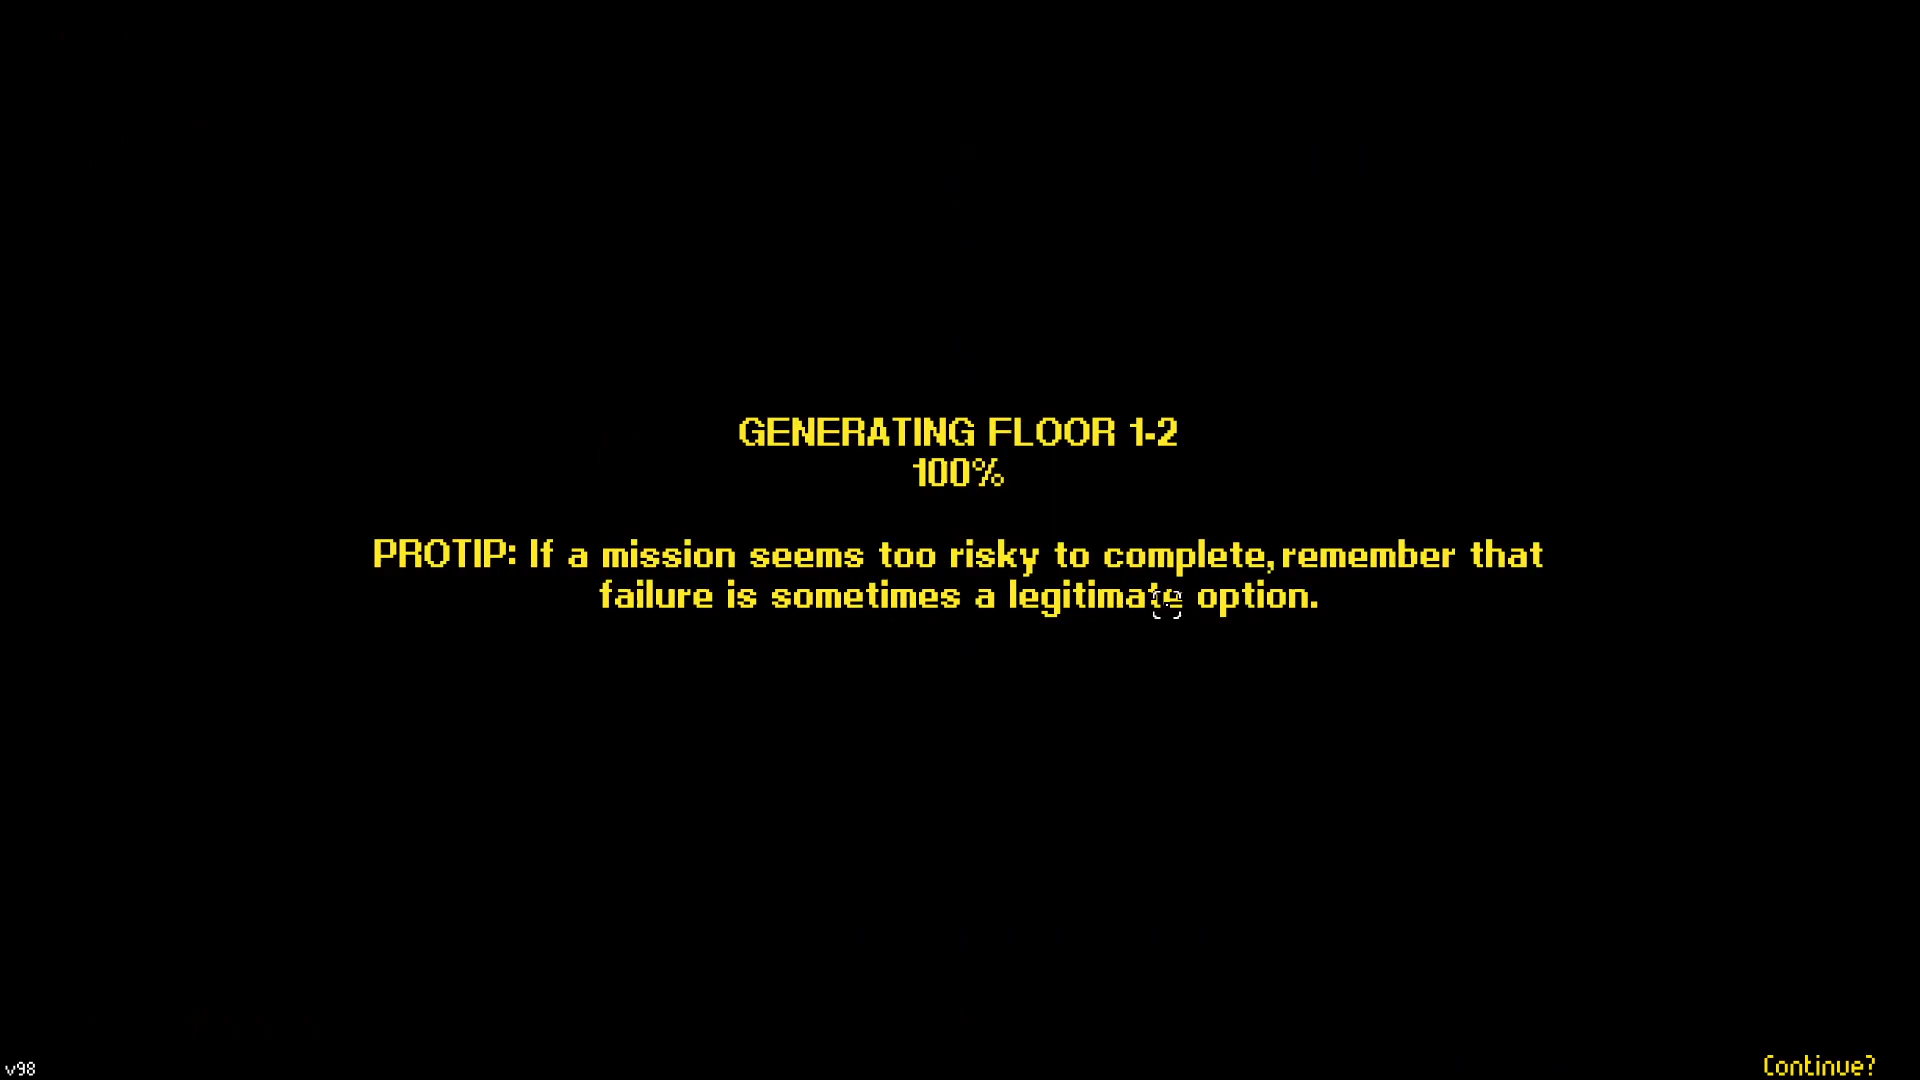 GENERATING FLOOR 1-2
100%
PROTIP: If a mission seems too risky to complete, remember that
failure is sometimes a legitimate option.
v98
Continue?